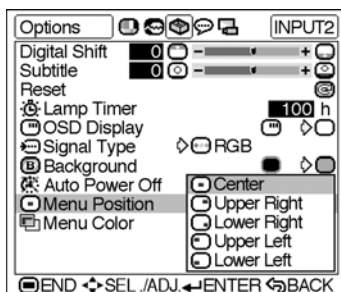 Options INPUT2
Digital Shift 0 - +
Subtitle 0 - +
Reset
Lamp Timer 100 h
OSD Display
Signal Type RGB
B Background
Auto Power Off
Menu Position
Menu Color
Center
Upper Right
Lower Right
Upper Left
Lower Left
END SEL./ADJ. ENTER BACK